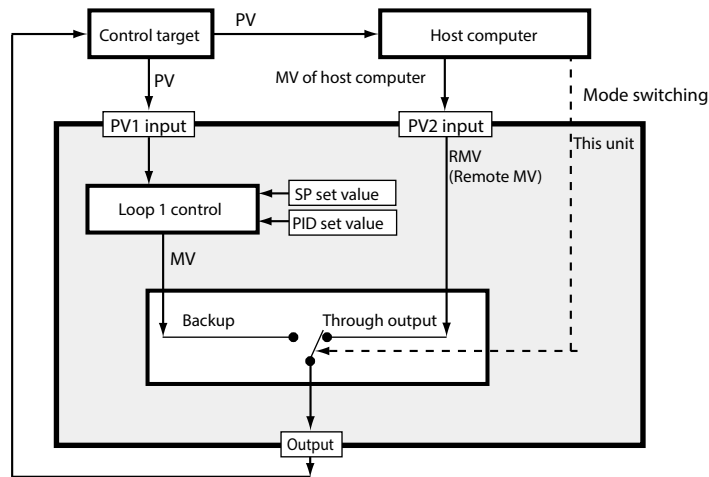 PV
Control target
Host computer
PV
MV of host computer
Mode switching
PV1 input
PV2 input
This unit
RMV
(Remote MV)
SP set value
Loop 1 control
PID set value
MV
Backup
Through output
Output